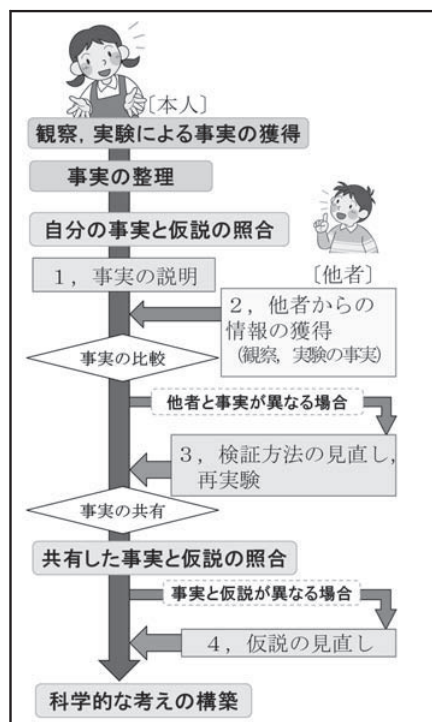 〔本人〕
観察，実験による事実の獲得
事実の整理
自分の事実と仮説の照合
〔他者〕
1，事実の説明
2，他者からの
情報の獲得
（観察，実験の事実）
事実の比較
他者と事実が異なる場合
3，検証方法の見直し，
再実験
事実の共有
共有した事実と仮説の照合
事実と仮説が異なる場合
4，仮説の見直し
科学的な考えの構築